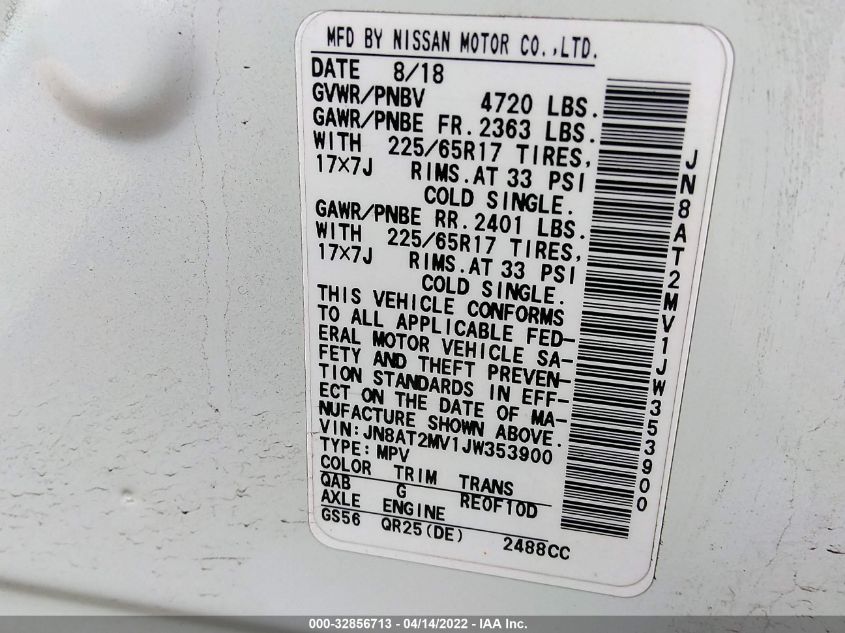 MFD BY NISSAN MOTOR CO.,LTD.
DATE 8/18
GVWR/PNBV 4720 LBS.
GAWR/PNBE FR.2363 LBS.
WITH 225/65R17 TIRES,
17×7J RIMS.AT 33 PSI
COLD SINGLE.
GAWR/PNBE RR.2401 LBS.
WITH 225/65R17 TIRES,
17×7J RIMS.AT 33 PSI
COLD SINGLE.
THIS VEHICLE CONFORMS
TO ALL APPLICABLE FED-
ERAL MOTOR VEHICLE SA-
FETY AND THEFT PREVEN-
TION STANDARDS IN EFF-
ECT ON THE DATE OF MA-
NUFACTURE SHOWN ABOVE.
VIN:JN8AT2MV1JW353900
TYPE:MPV
COLOR TRIM TRANS
QAB G RE0F10D
AXLE ENGINE
GS56 QR25(DE) 2488CC
JN8AT2MV1JW353900
000-32856713 - 04/14/2022 - IAA Inc.